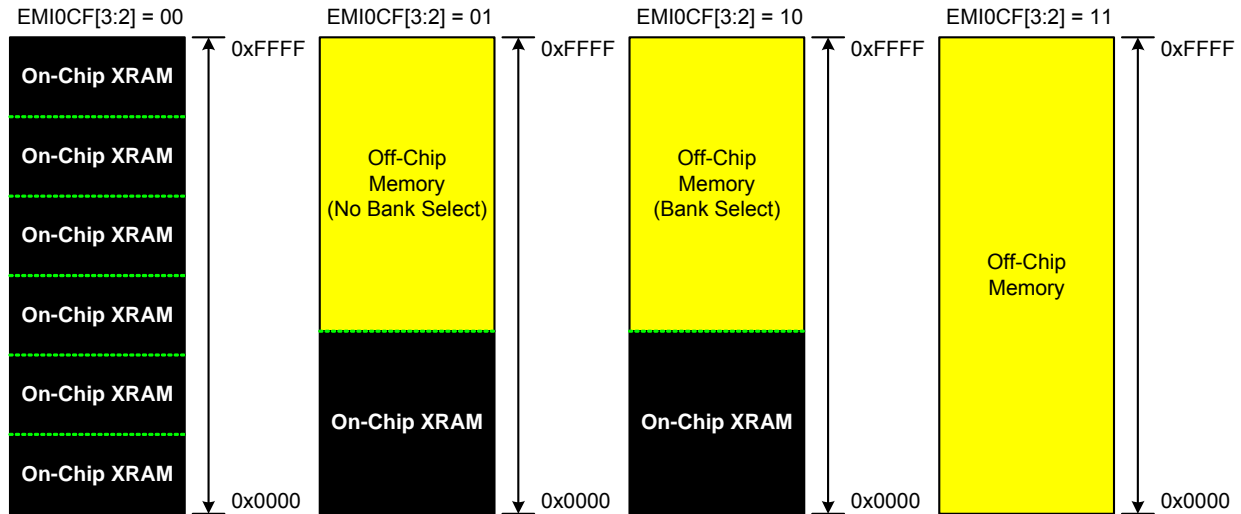 EMI0CF[3:2] = 00
On-Chip XRAM
On-Chip XRAM
On-Chip XRAM
On-Chip XRAM
On-Chip XRAM
On-Chip XRAM
0xFFFF
0x0000
EMI0CF[3:2] = 01
Off-Chip
Memory
(No Bank Select)
On-Chip XRAM
0xFFFF
0x0000
EMI0CF[3:2] = 10
Off-Chip
Memory
(Bank Select)
On-Chip XRAM
0xFFFF
0x0000
EMI0CF[3:2] = 11
Off-Chip
Memory
0xFFFF
0x0000